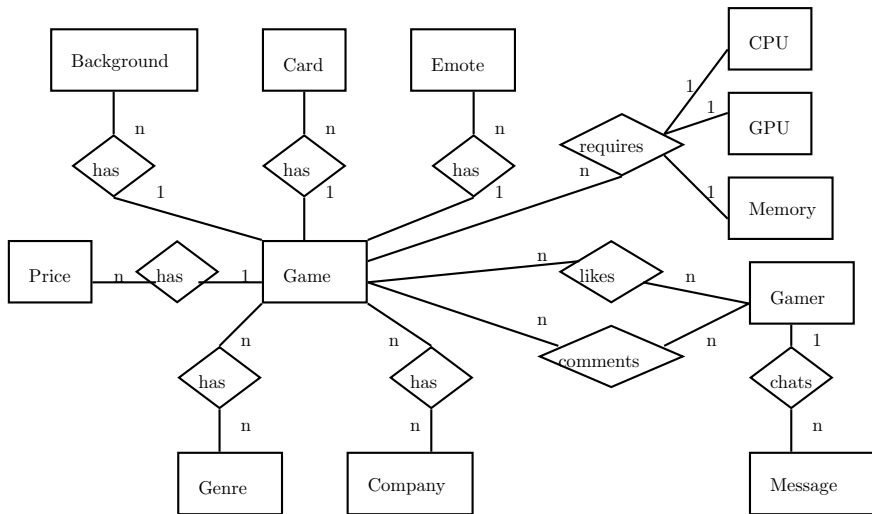 Background
Card
Emote
CPU
GPU
Memory
n
n
n
1
1
1
has
has
has
requires
1
1
1
n
Price
n
has
1
Game
n
likes
n
Gamer
n
comments
n
1
n
has
n
has
chats
n
n
n
Genre
Company
Message